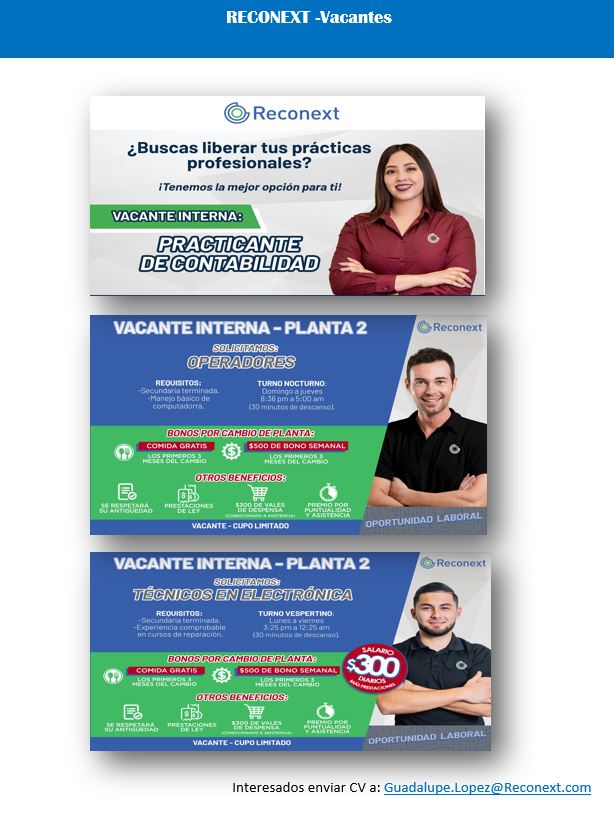 RECONEXT -Vacantes
Reconext
¿Buscas liberar tus prácticas
profesionales?
¡Tenemos la mejor opción para ti!
VACANTE INTERNA:
PRACTICANTE
DE CONTABILIDAD
VACANTE INTERNA – PLANTA 2
Reconext
SOLICITAMOS:
OPERADORES
REQUISITOS:
-Secundaria terminada.
-Manejo básico de
computadorra.
TURNO NOCTURNO:
Domingo a jueves
8:36 pm a 5:00 am
(30 minutos de descanso).
BONOS POR CAMBIO DE PLANTA:
COMIDA GRATIS
LOS PRIMEROS 3
MESES DEL CAMBIO
$500 DE BONO SEMANAL
LOS PRIMEROS 3
MESES DEL CAMBIO
OTROS BENEFICIOS:
SE RESPETARÁ
SU ANTIGÜEDAD
PRESTACIONES
DE LEY
$300 DE VALES
DE DESPENSA
(CONDICIONADO A ASISTENCIA)
PREMIO POR
PUNTUALIDAD
Y ASISTENCIA
VACANTE - CUPO LIMITADO
OPORTUNIDAD LABORAL
VACANTE INTERNA – PLANTA 2
Reconext
SOLICITAMOS:
TÉCNICOS EN ELECTRÓNICA
REQUISITOS:
-Secundaria terminada.
-Experiencia comprobable
en cursos de reparación.
TURNO VESPERTINO:
Lunes a viernes
3:25 pm a 12:25 am
(30 minutos de descanso).
BONOS POR CAMBIO DE PLANTA:
COMIDA GRATIS
LOS PRIMEROS 3
MESES DEL CAMBIO
$500 DE BONO SEMANAL
LOS PRIMEROS 3
MESES DEL CAMBIO
SALARIO
$300
DIARIOS
MÁS PRESTACIONES
OTROS BENEFICIOS:
SE RESPETARÁ
SU ANTIGÜEDAD
PRESTACIONES
DE LEY
$300 DE VALES
DE DESPENSA
(CONDICIONADO A ASISTENCIA)
PREMIO POR
PUNTUALIDAD
Y ASISTENCIA
VACANTE - CUPO LIMITADO
OPORTUNIDAD LABORAL
Interesados enviar CV a: Guadalupe.Lopez@Reconext.com